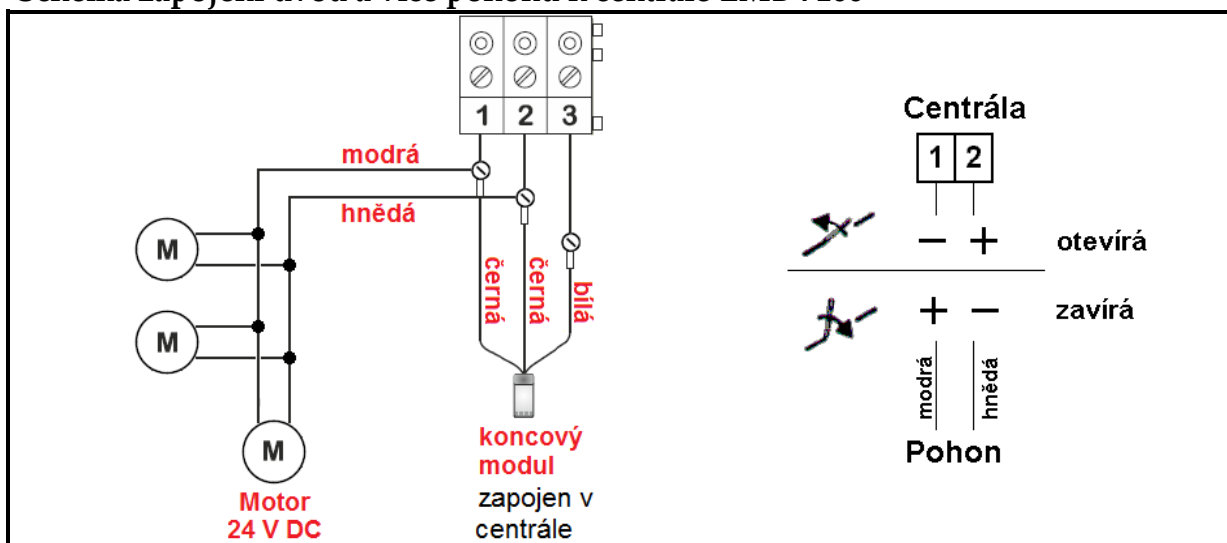 1 2 3
modrá
hnědá
černá
černá
bílá
M
M
M
Motor
24 V DC
koncový
modul
zapojen v
centrále
Centrála
1 2
− + otevírá
+ − zavírá
modrá
hnědá
Pohon